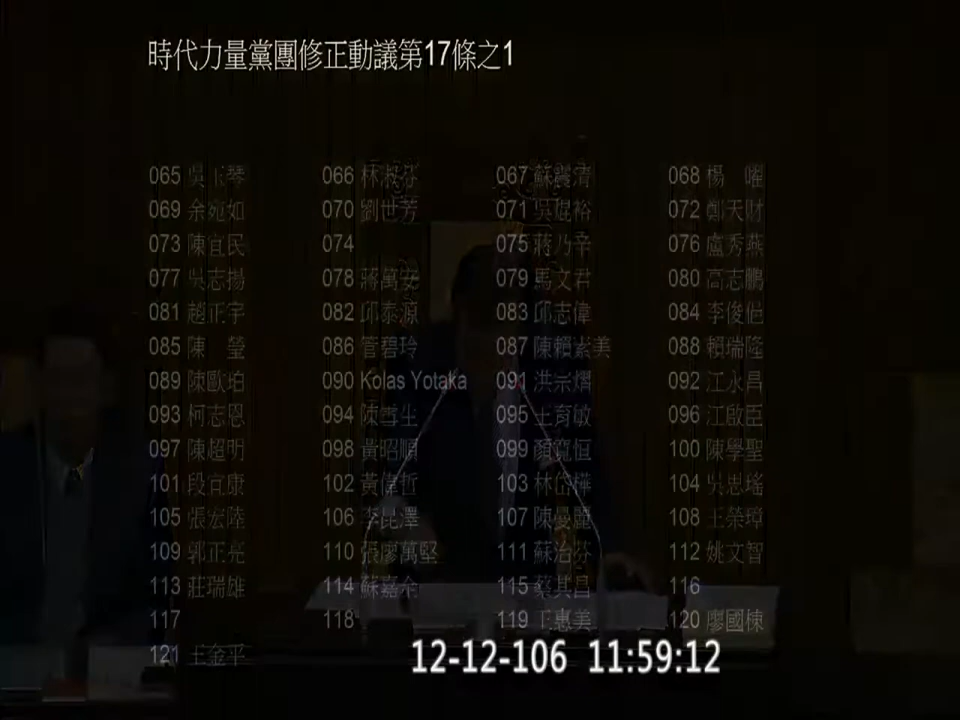 時代力量黨團修正動議第17條之1
065 吳玉琴 066 林淑芬 067 蘇震清 068 楊 曜
069 余宛如 070 劉世芳 071 吳琨裕 072 鄭天財
073 陳宜民 074 075 蔣乃辛 076 盧秀燕
077 吳志揚 078 蔣萬安 079 馬文君 080 高志鵬
081 趙正宇 082 邱泰源 083 邱志偉 084 李俊俋
085 陳 瑩 086 管碧玲 087 陳賴素美 088 賴瑞隆
089 陳歐珀 090 Kolas Yotaka 091 洪宗熠 092 江永昌
093 柯志恩 094 陳雪生 095 王育敏 096 江啟臣
097 陳超明 098 黃昭順 099 顏寬恒 100 陳學聖
101 段宜康 102 黃偉哲 103 林岱樺 104 吳思瑤
105 張宏陸 106 李昆澤 107 陳曼麗 108 王榮璋
109 郭正亮 110 張廖萬堅 111 蘇治芬 112 姚文智
113 莊瑞雄 114 蘇嘉全 115 蔡其昌 116
117 118 119 王惠美 120 廖國棟
121 王金平
12-12-106 11:59:12